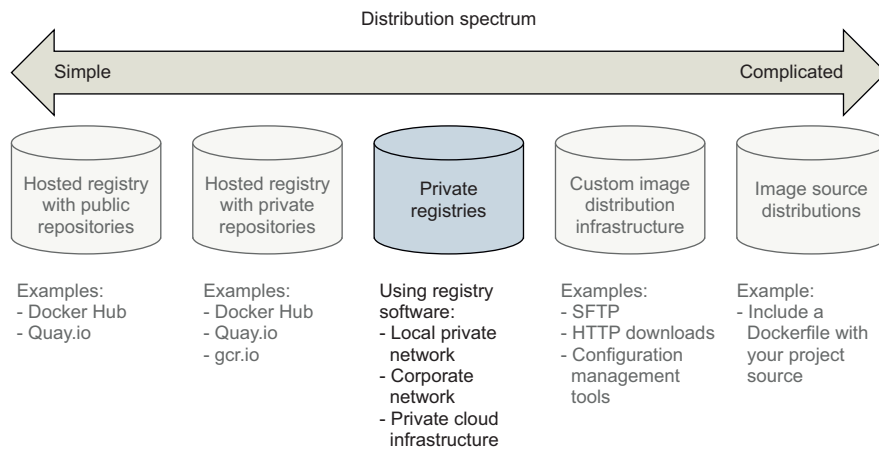 Distribution spectrum
Simple
Complicated
Hosted registry
with public
repositories
Hosted registry
with private
repositories
Private
registries
Custom image
distribution
infrastructure
Image source
distributions
Examples:
- Docker Hub
- Quay.io
Examples:
- Docker Hub
- Quay.io
- gcr.io
Using registry
software:
- Local private
network
- Corporate
network
- Private cloud
infrastructure
Examples:
- SFTP
- HTTP downloads
- Configuration
management
tools
Example:
- Include a
Dockerfile with
your project
source